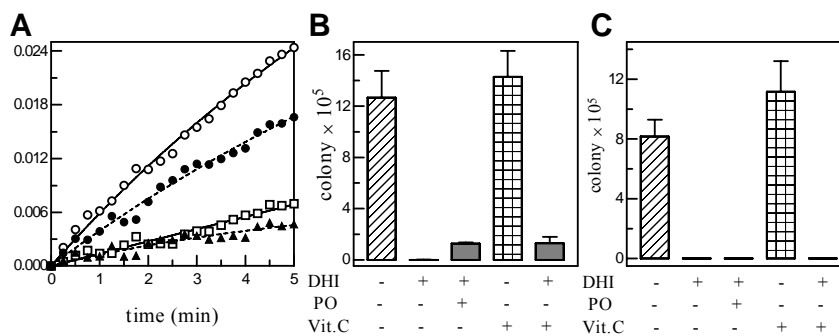 A
B
C
0.024
0.018
0.012
0.006
0.000
0 1 2 3 4 5
time (min)
colony × 10⁵
16
12
8
4
0
DHI - + + - +
PO - - + - -
Vit.C - - - + +
colony × 10⁵
12
8
4
0
DHI - + + - +
PO - - + - -
Vit.C - - - + +